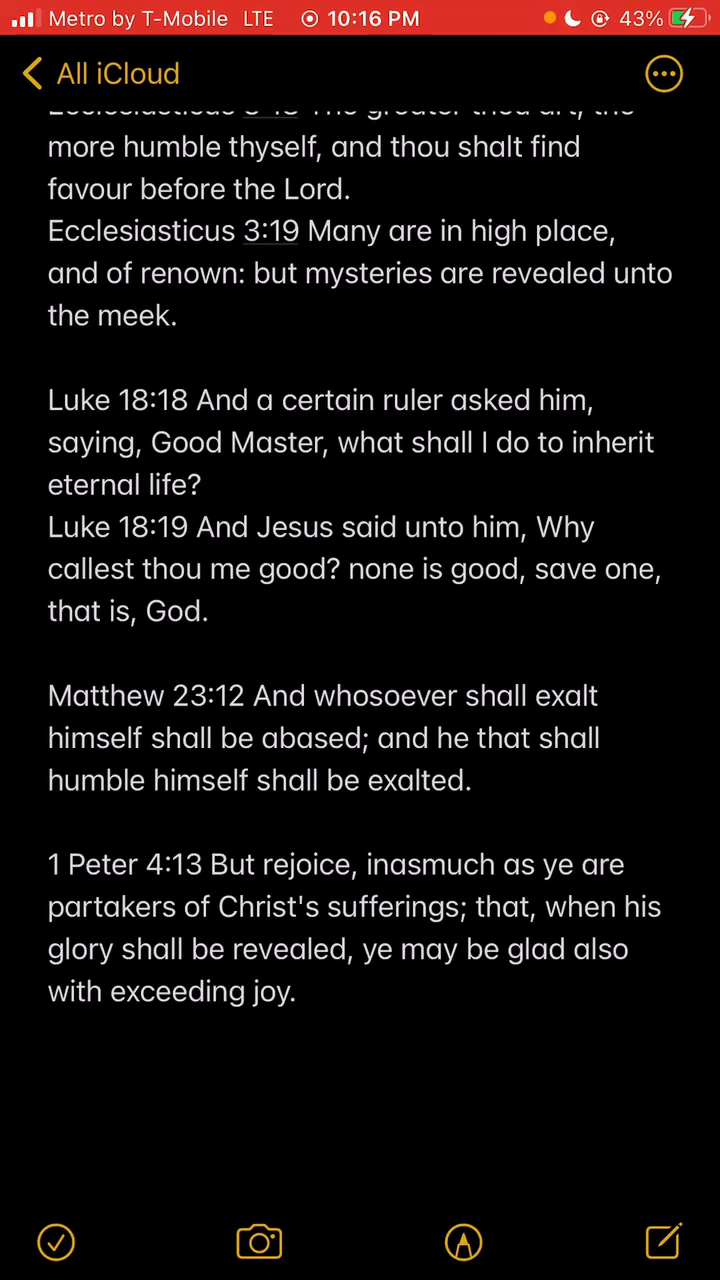 Metro by T-Mobile LTE 10:16 PM 43%
All iCloud
more humble thyself, and thou shalt find
favour before the Lord.
Ecclesiasticus 3:19 Many are in high place,
and of renown: but mysteries are revealed unto
the meek.
Luke 18:18 And a certain ruler asked him,
saying, Good Master, what shall I do to inherit
eternal life?
Luke 18:19 And Jesus said unto him, Why
callest thou me good? none is good, save one,
that is, God.
Matthew 23:12 And whosoever shall exalt
himself shall be abased; and he that shall
humble himself shall be exalted.
1 Peter 4:13 But rejoice, inasmuch as ye are
partakers of Christ's sufferings; that, when his
glory shall be revealed, ye may be glad also
with exceeding joy.